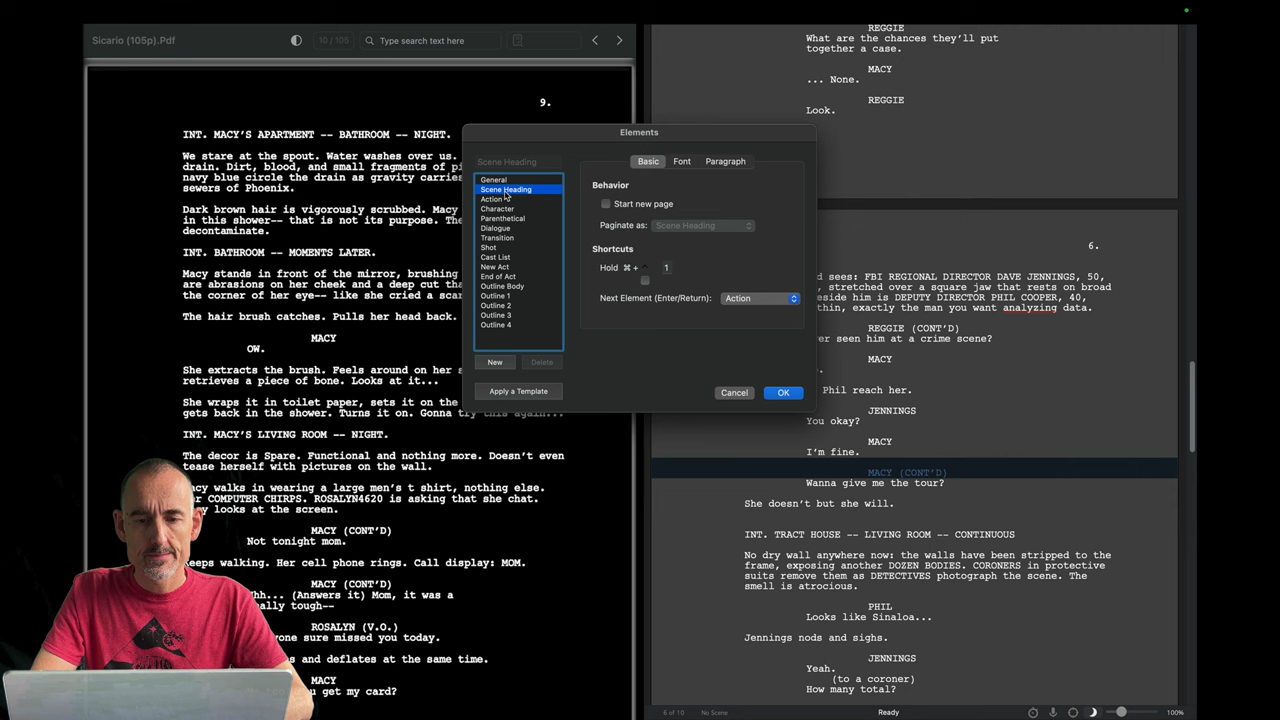 Sicario (105p).Pdf
10 / 105
Type search text here
9.
INT. MACY'S APARTMENT -- BATHROOM -- NIGHT.
We stare at the spout. Water washes over us.
drain. Dirt, blood, and small fragments of
navy blue circle the drain as gravity carries
sewers of Phoenix.
Dark brown hair is vigorously scrubbed. Macy
in this shower-- that is not its purpose. The
decontaminate.
INT. BATHROOM -- MOMENTS LATER.
Macy stands in front of the mirror, brushing
are abrasions on her cheek and a deep cut
the corner of her eye-- like she cried a
The hair brush catches. Pulls her head back.
MACY
OW.
She extracts the brush. Feels around on her
retrieves a piece of bone. Looks at it...
She wraps it in toilet paper, sets it on the
gets back in the shower. Turns it on. Gonna try this again...
INT. MACY'S LIVING ROOM -- NIGHT.
The decor is Spare. Functional and nothing more. Doesn't even
tease herself with pictures on the wall.
walks in wearing a large men's t shirt, nothing else.
COMPUTER CHIRPS. ROSALYN4620 is asking that she chat.
looks at the screen.
MACY (CONT'D)
Not tonight mom.
walking. Her cell phone rings. Call display: MOM.
MACY (CONT'D)
(Answers it) Mom, it was a
tough--
ROSALYN (V.O.)
sure missed you today.
and deflates at the same time.
MACY
get my card?
Elements
Scene Heading
General
Scene Heading
Action
Character
Parenthetical
Dialogue
Transition
Shot
Cast List
New Act
End of Act
Outline Body
Outline 1
Outline 2
Outline 3
Outline 4
New
Delete
Apply a Template
Basic
Font
Paragraph
Behavior
Start new page
Paginate as:
Scene Heading
Shortcuts
Hold ⌘ + ⌃ 1
Next Element (Enter/Return):
Action
Cancel
OK
REGGIE
What are the chances they'll put
together a case.
MACY
... None.
REGGIE
Look.
6.
sees: FBI REGIONAL DIRECTOR DAVE JENNINGS, 50,
stretched over a square jaw that rests on broad
him is DEPUTY DIRECTOR PHIL COOPER, 40,
exactly the man you want analyzing data.
REGGIE (CONT'D)
seen him at a crime scene?
MACY
Phil reach her.
JENNINGS
You okay?
MACY
I'm fine.
MACY (CONT'D)
Wanna give me the tour?
She doesn't but she will.
INT. TRACT HOUSE -- LIVING ROOM -- CONTINUOUS
No dry wall anywhere now: the walls have been stripped to the
frame, exposing another DOZEN BODIES. CORONERS in protective
suits remove them as DETECTIVES photograph the scene. The
smell is atrocious.
PHIL
Looks like Sinaloa...
Jennings nods and sighs.
JENNINGS
Yeah.
(to a coroner)
How many total?
6 of 10
No Scene
Ready
100%